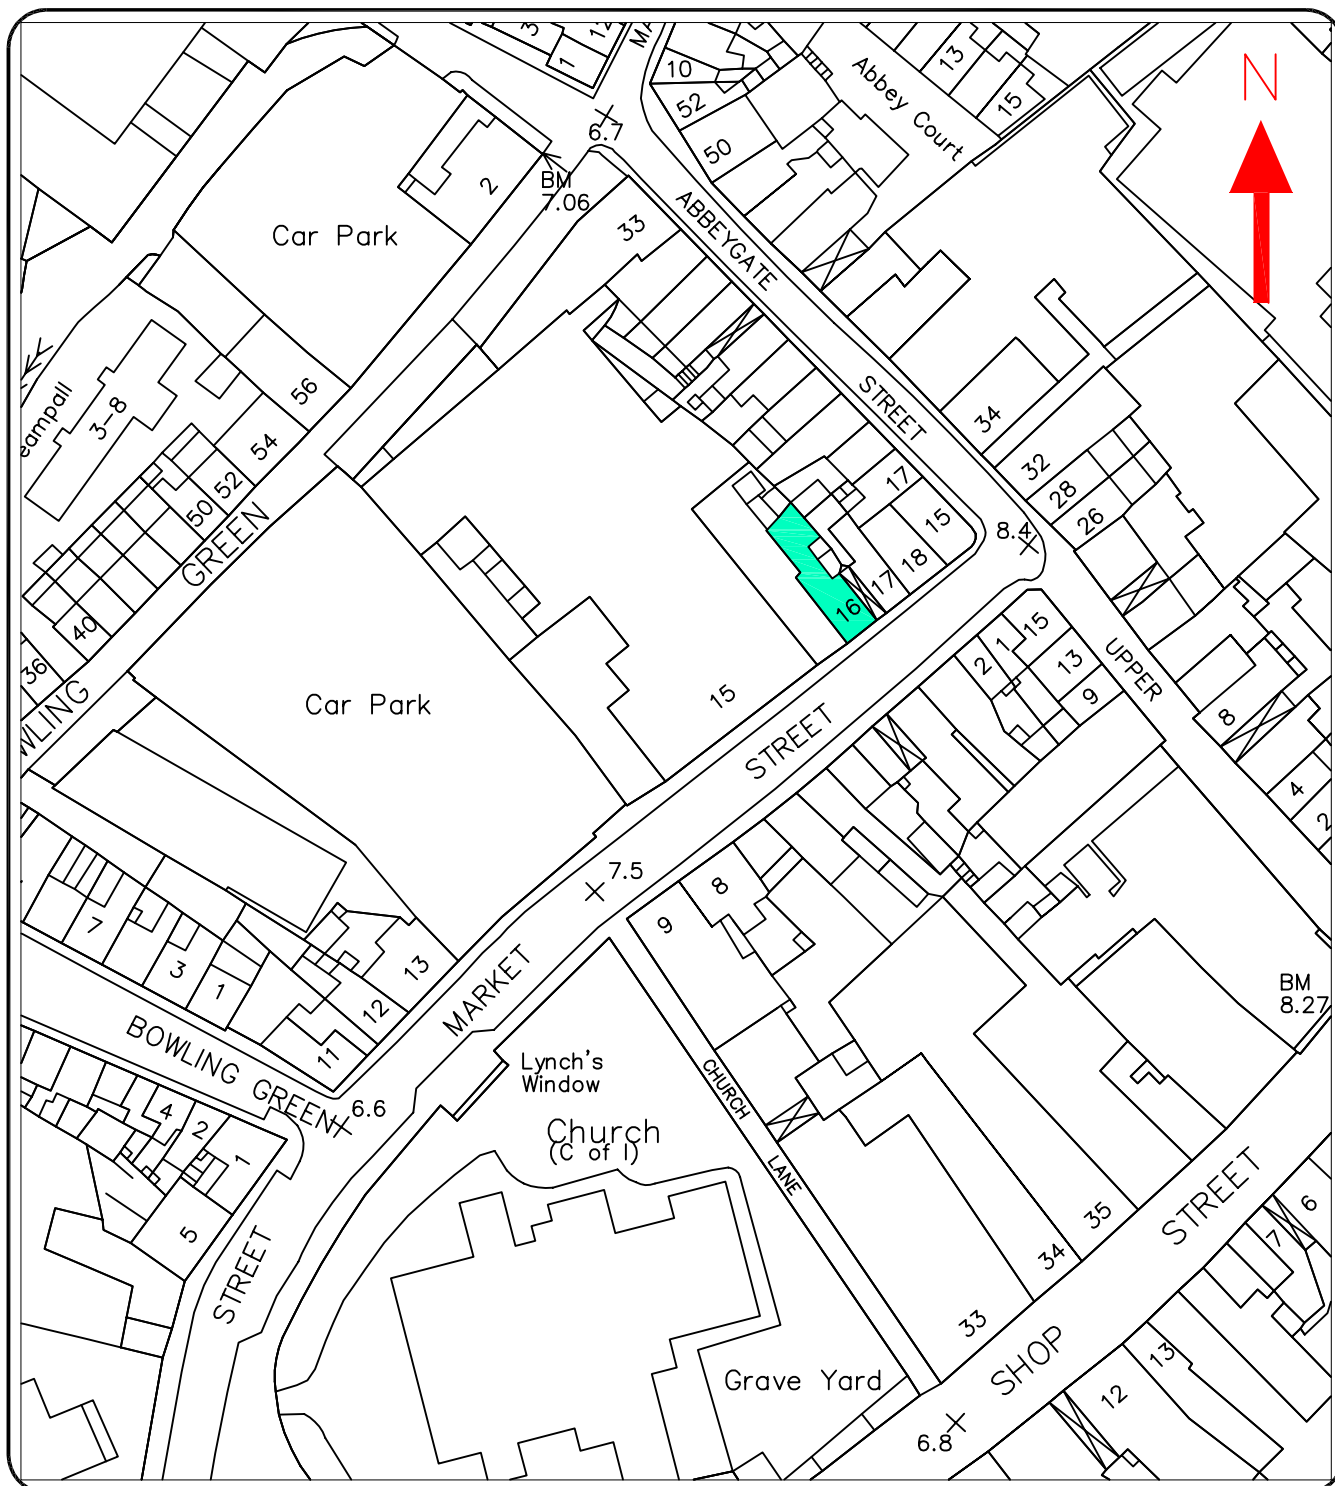 3
12
1
MA
10
52
50
Abbey Court
13
15
N
6.7
BM
7.06
2
33
Car Park
ABBEYGATE
STREET
34
32
28
26
17
15
8.4
18
17
16
56
54
52
50
3-8
eampall
GREEN
40
36
WLING
Car Park
15
STREET
2
1
15
13
9
UPPER
8
4
2
7.5
8
9
7
3
1
13
12
11
MARKET
BOWLING GREEN
6.6
Lynch's
Window
Church
(C of I)
CHURCH
LANE
BM
8.27
4
2
1
5
STREET
35
34
33
STREET
SHOP
6
7
13
12
6.8
Grave Yard